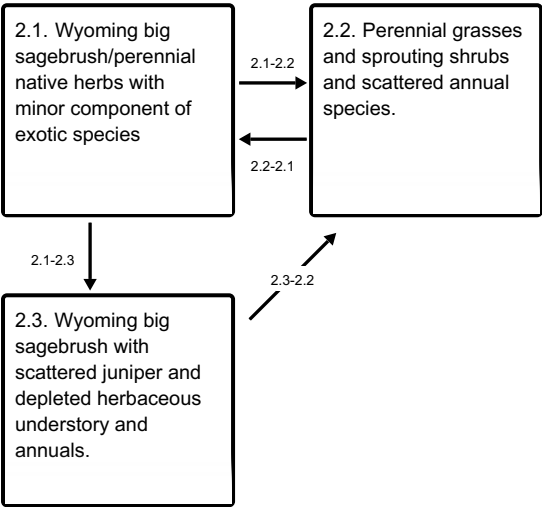 2.1. Wyoming big
sagebrush/perennial
native herbs with
minor component of
exotic species
2.1-2.2
2.2-2.1
2.2. Perennial grasses
and sprouting shrubs
and scattered annual
species.
2.1-2.3
2.3-2.2
2.3. Wyoming big
sagebrush with
scattered juniper and
depleted herbaceous
understory and
annuals.